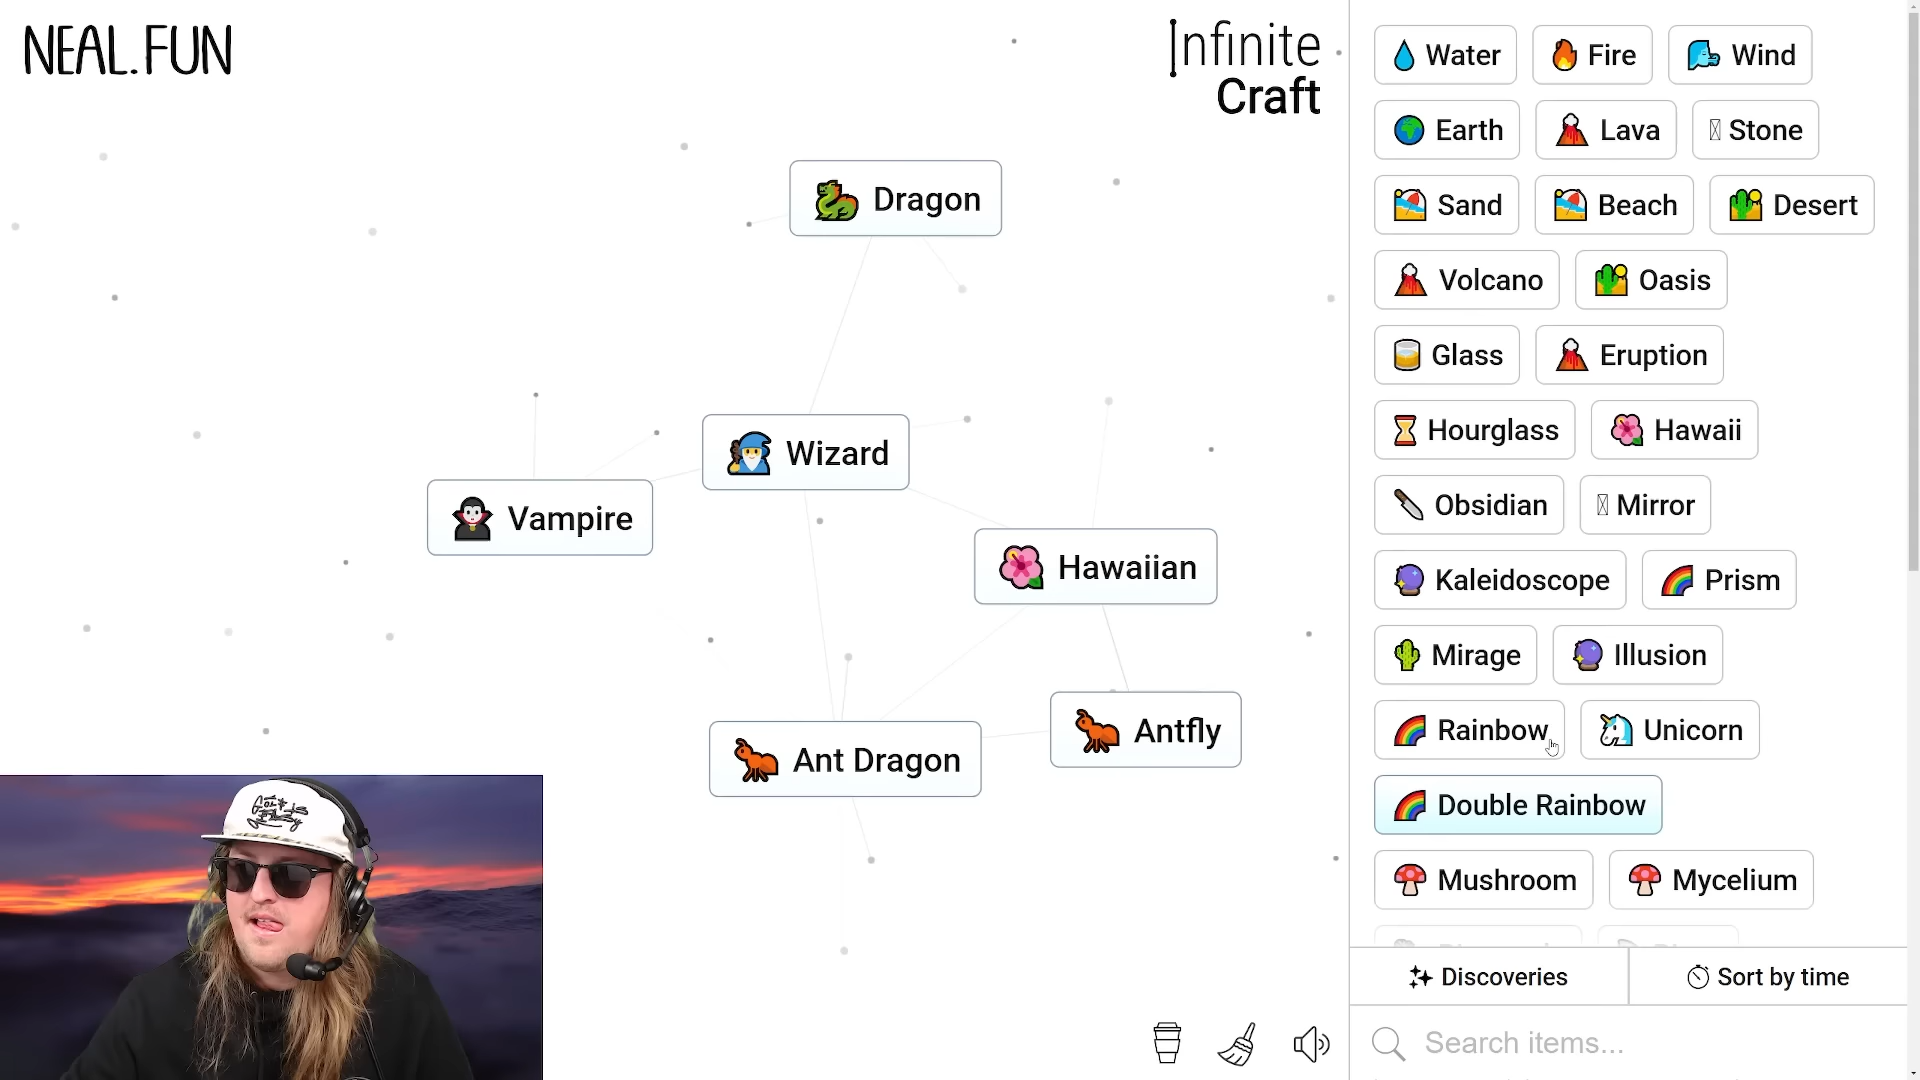 NEAL.FUN
Infinite
Craft
Dragon
Wizard
Vampire
Hawaiian
Ant Dragon
Antfly
Water
Fire
Wind
Earth
Lava
Stone
Sand
Beach
Desert
Volcano
Oasis
Glass
Eruption
Hourglass
Hawaii
Obsidian
Mirror
Kaleidoscope
Prism
Mirage
Illusion
Rainbow
Unicorn
Double Rainbow
Mushroom
Mycelium
Discoveries
Sort by time
Search items...